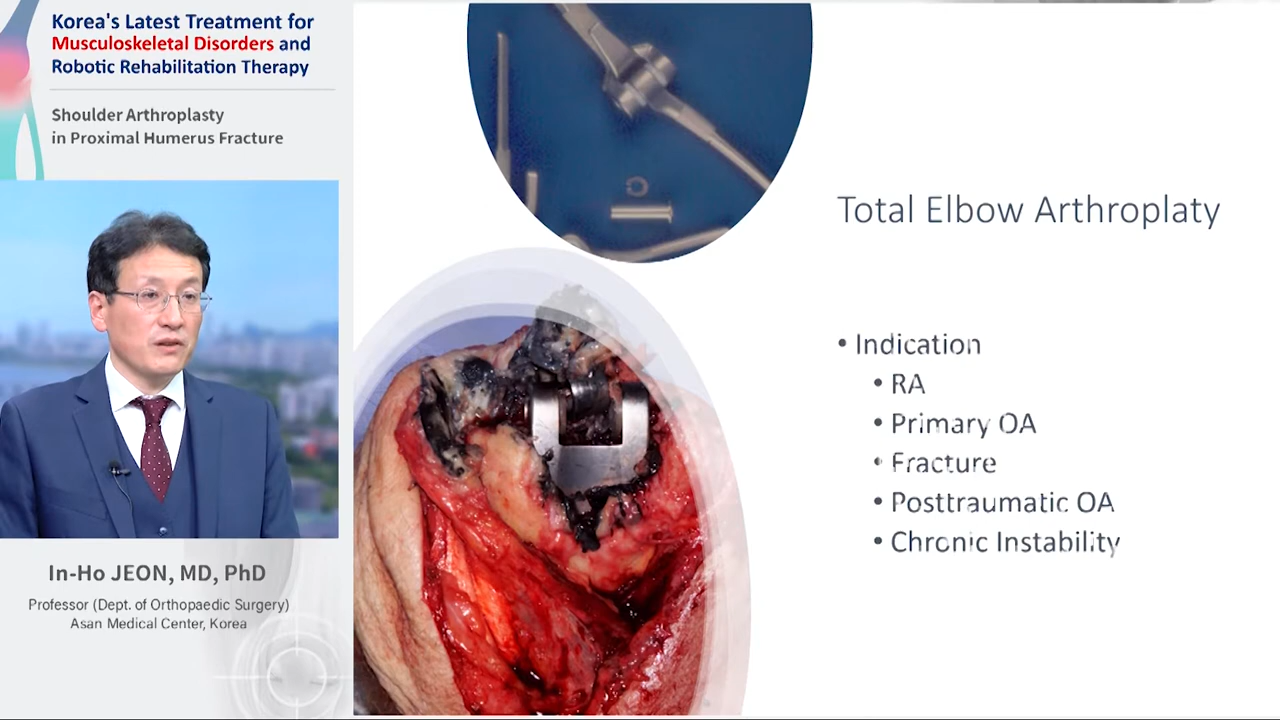 Korea's Latest Treatment for
Musculoskeletal Disorders and
Robotic Rehabilitation Therapy
Shoulder Arthroplasty
in Proximal Humerus Fracture
In-Ho JEON, MD, PhD
Professor (Dept. of Orthopaedic Surgery)
Asan Medical Center, Korea
Total Elbow Arthroplaty
• Indication
• RA
• Primary OA
• Fracture
• Posttraumatic OA
• Chronic Instability